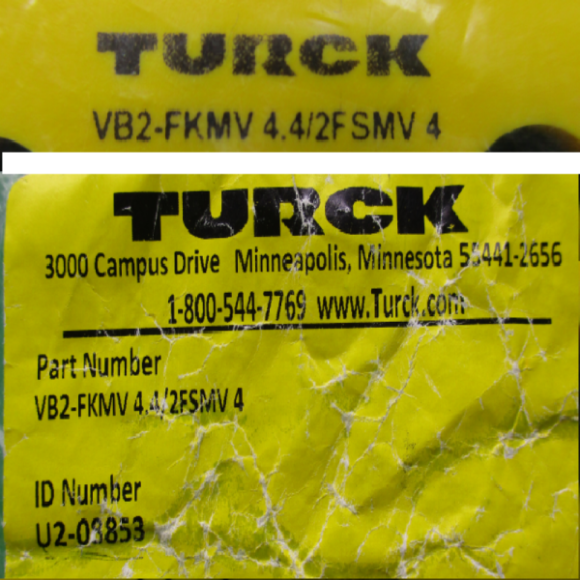 TURCK
VB2-FKMV 4.4/2FSMV 4
TURCK
3000 Campus Drive Minneapolis, Minnesota 55441-2656
1-800-544-7769 www.Turck.com
Part Number
VB2-FKMV 4.4/2FSMV 4
ID Number
U2-03853